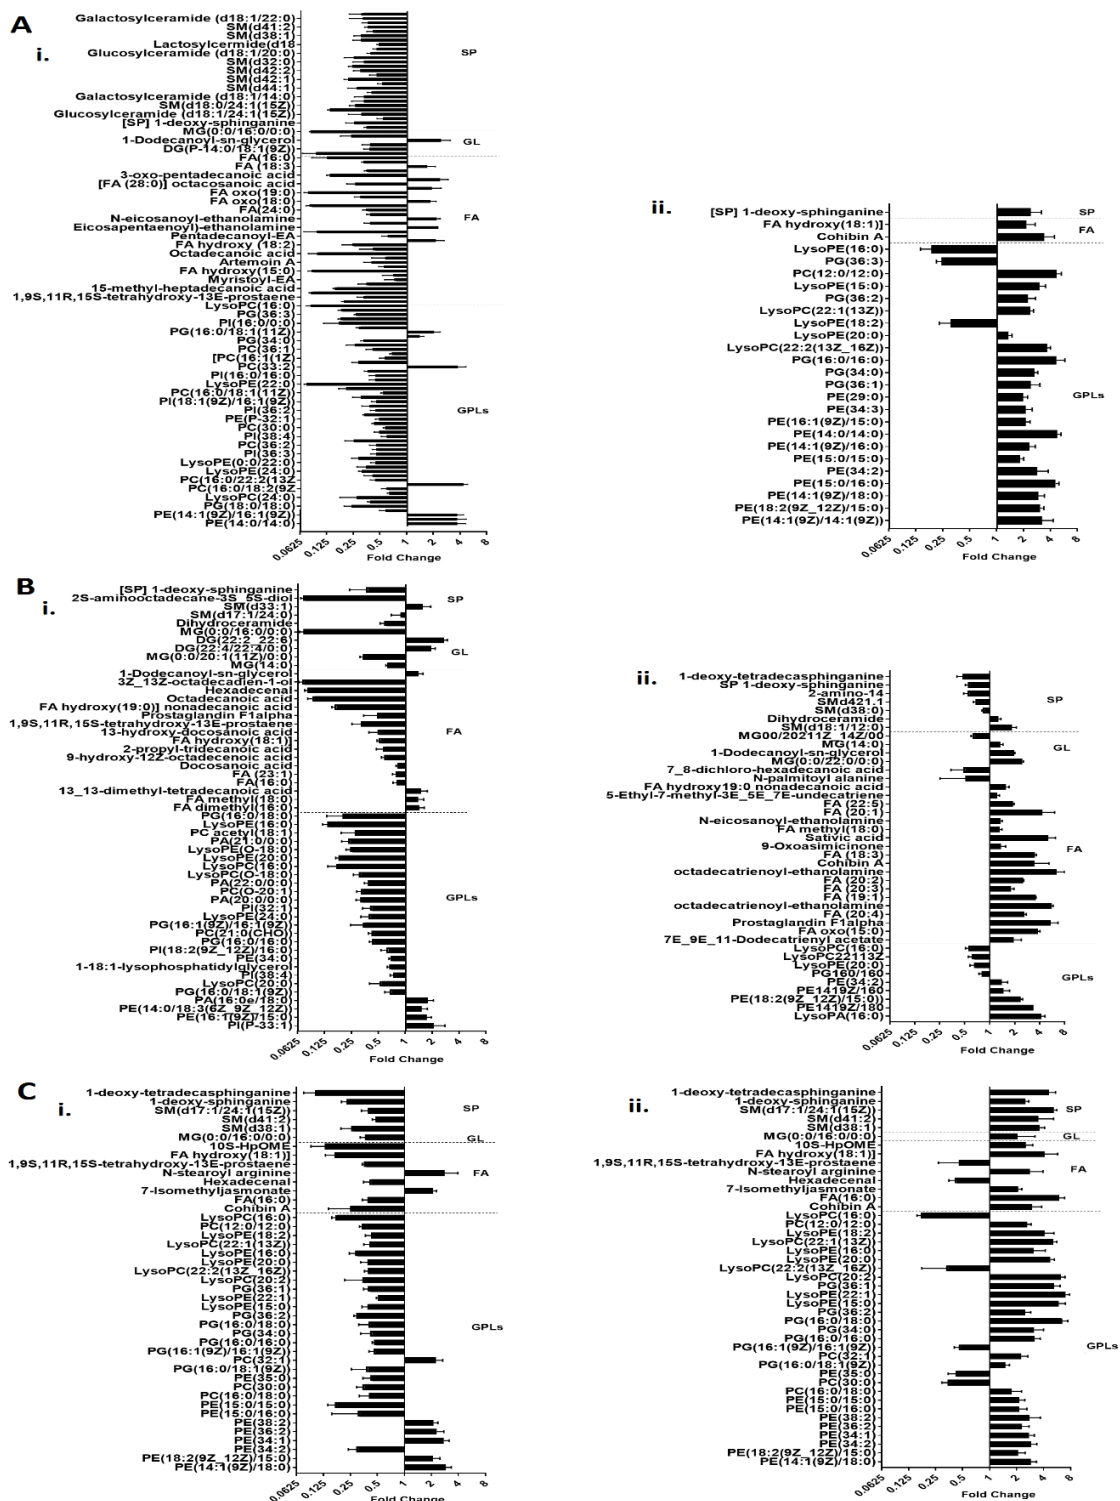 A
i.
Galactosylceramide (d18:1/22:0)
SM(d41:2)
SM(d38:1)
Lactosylcermide(d18
Glucosylceramide (d18:1/20:0)
SM(d32:0)
SM(d42:2)
SM(d42:1)
SM(d44:1)
Galactosylceramide (d18:1/14:0)
SM(d18:0/24:1(15Z))
Glucosylceramide (d18:1/24:1(15Z))
[SP] 1-deoxy-sphinganine
MG(0:0/16:0/0:0)
1-Dodecanoyl-sn-glycerol
DG(P-14:0/18:1(9Z))
FA(16:0)
FA (18:3)
3-oxo-pentadecanoic acid
[FA (28:0)] octacosanoic acid
FA oxo(19:0)
FA oxo(18:0)
FA(24:0)
N-eicosanoyl-ethanolamine
Eicosapentaenoyl)-ethanolamine
Pentadecanoyl-EA
FA hydroxy (18:2)
Octadecanoic acid
Artemoin A
FA hydroxy(15:0)
Myristoyl-EA
15-methyl-heptadecanoic acid
1,9S,11R,15S-tetrahydroxy-13E-prostaene
LysoPC(16:0)
PG(36:3)
PI(16:0/0:0)
PG(16:0/18:1(11Z))
PG(34:0)
PC(36:1)
[PC(16:1(1Z)
PC(33:2)
PI(16:0/16:0)
LysoPE(22:0)
PC(16:0/18:1(11Z))
PI(18:1(9Z)/16:1(9Z))
PI(36:2)
PE(P-32:1)
PC(30:0)
PI(38:4)
PC(36:2)
PI(36:3)
LysoPE(0:0/22:0)
LysoPE(24:0)
PC(16:0/22:2(13Z
PC(16:0/18:2(9Z
LysoPC(24:0)
PG(18:0/18:0)
PE(14:1(9Z)/16:1(9Z))
PE(14:0/14:0)
SP
GL
FA
GPLs
0.0625 0.125 0.25 0.5 1 2 4 8
Fold Change
ii.
[SP] 1-deoxy-sphinganine
FA hydroxy(18:1)]
Cohibin A
LysoPE(16:0)
PG(36:3)
PC(12:0/12:0)
LysoPE(15:0)
PG(36:2)
LysoPC(22:1(13Z))
LysoPE(18:2)
LysoPE(20:0)
LysoPC(22:2(13Z_16Z))
PG(16:0/16:0)
PG(34:0)
PG(36:1)
PE(29:0)
PE(34:3)
PE(16:1(9Z)/15:0)
PE(14:0/14:0)
PE(14:1(9Z)/16:0)
PE(15:0/15:0)
PE(34:2)
PE(15:0/16:0)
PE(14:1(9Z)/18:0)
PE(18:2(9Z_12Z)/15:0)
PE(14:1(9Z)/14:1(9Z))
SP
FA
GPLs
0.0625 0.125 0.25 0.5 1 2 4 8
Fold Change
B
i.
[SP] 1-deoxy-sphinganine
2S-aminooctadecane-3S_5S-diol
SM(d33:1)
SM(d17:1/24:0)
Dihydroceramide
MG(0:0/16:0/0:0)
DG(22:2_22:6)
DG(22:4/22:4/0:0)
MG(0:0/20:1(11Z)/0:0)
MG(14:0)
1-Dodecanoyl-sn-glycerol
3Z_13Z-octadecadien-1-ol
Hexadecenal
Octadecanoic acid
FA hydroxy(19:0)] nonadecanoic acid
Prostaglandin F1alpha
1,9S,11R,15S-tetrahydroxy-13E-prostaene
13-hydroxy-docosanoic acid
FA hydroxy(18:1)]
2-propyl-tridecanoic acid
9-hydroxy-12Z-octadecenoic acid
Docosanoic acid
FA (23:1)
FA(16:0)
13_13-dimethyl-tetradecanoic acid
FA methyl(18:0)
FA dimethyl(16:0)
PG(16:0/18:0)
LysoPE(16:0)
PC acetyl(18:1)
PA(21:0/0:0)
LysoPE(O-18:0)
LysoPE(20:0)
LysoPC(16:0)
LysoPC(O-18:0)
PA(22:0/0:0)
PC(O-20:1)
PA(20:0/0:0)
PI(32:1)
LysoPE(24:0)
PG(16:1(9Z)/16:1(9Z))
PC(21:0(CHO))
PG(16:0/16:0)
PI(18:2(9Z_12Z)/16:0)
PE(34:0)
1-18:1-lysophosphatidylglycerol
PI(38:4)
LysoPC(20:0)
PG(16:0/18:1(9Z))
PA(16:0e/18:0)
PE(14:0/18:3(6Z_9Z_12Z))
PE(16:1(9Z)/15:0)
PI(P-33:1)
SP
GL
FA
GPLs
0.0625 0.125 0.25 0.5 1 2 4 8
Fold Change
ii.
1-deoxy-tetradecasphinganine
SP 1-deoxy-sphinganine
2-amino-14
SMd421.1
SM(d38:0)
Dihydroceramide
SM(d18:1/12:0)
MG00/20211Z_14Z/00
MG(14:0)
1-Dodecanoyl-sn-glycerol
MG(0:0/22:0/0:0)
7_8-dichloro-hexadecanoic acid
N-palmitoyl alanine
FA hydroxy19:0 nonadecanoic acid
5-Ethyl-7-methyl-3E_5E_7E-undecatriene
FA (22:5)
FA (20:1)
N-eicosanyl-ethanolamine
FA methyl(18:0)
Sativic acid
9-Oxoasimicinone
FA (18:3)
Cohibin A
octadecatrienoyl-ethanolamine
FA (20:2)
FA (20:3)
FA (19:1)
octadecatrienoyl-ethanolamine
FA (20:4)
Prostaglandin F1alpha
FA oxo(15:0)
7E_9E_11-Dodecatrienyl acetate
LysoPC(16:0)
LysoPC22113Z
LysoPE(20:0)
PG160/160
PE(34:2)
PE1419Z/160
PE(18:2(9Z_12Z)/15:0))
PE1419Z/180
LysoPA(16:0)
SP
GL
FA
GPLs
0.0625 0.125 0.25 0.5 1 2 4 8
Fold Change
C
i.
1-deoxy-tetradecasphinganine
1-deoxy-sphinganine
SM(d17:1/24:1(15Z))
SM(d41:2)
SM(d38:1)
MG(0:0/16:0/0:0)
10S-HpOME
FA hydroxy(18:1)]
1,9S,11R,15S-tetrahydroxy-13E-prostaene
N-stearoyl arginine
Hexadecenal
7-Isomethyljasmonate
FA(16:0)
Cohibin A
LysoPC(16:0)
PC(12:0/12:0)
LysoPE(18:2)
LysoPC(22:1(13Z)
LysoPE(16:0)
LysoPE(20:0)
LysoPC(22:2(13Z_16Z)
LysoPC(20:2)
PG(36:1)
LysoPE(22:1)
LysoPE(15:0)
PG(36:2)
PG(16:0/18:0)
PG(34:0)
PG(16:0/16:0)
PG(16:1(9Z)/16:1(9Z))
PC(32:1)
PG(16:0/18:1(9Z))
PE(35:0)
PC(30:0)
PC(16:0/18:0)
PE(15:0/15:0)
PE(15:0/16:0)
PE(38:2)
PE(36:2)
PE(34:1)
PE(34:2)
PE(18:2(9Z_12Z)/15:0)
PE(14:1(9Z)/18:0)
SP
GL
FA
GPLs
0.0625 0.125 0.25 0.5 1 2 4 8
Fold Change
ii.
1-deoxy-tetradecasphinganine
1-deoxy-sphinganine
SM(d17:1/24:1(15Z))
SM(d41:2)
SM(d38:1)
MG(0:0/16:0/0:0)
10S-HpOME
FA hydroxy(18:1)]
1,9S,11R,15S-tetrahydroxy-13E-prostaene
N-stearoyl arginine
Hexadecenal
7-Isomethyljasmonate
FA(16:0)
Cohibin A
LysoPC(16:0)
PC(12:0/12:0)
LysoPE(18:2)
LysoPC(22:1(13Z)
LysoPE(16:0)
LysoPE(20:0)
LysoPC(22:2(13Z_16Z)
LysoPC(20:2)
PG(36:1)
LysoPE(22:1)
LysoPE(15:0)
PG(36:2)
PG(16:0/18:0)
PG(34:0)
PG(16:0/16:0)
PG(16:1(9Z)/16:1(9Z))
PC(32:1)
PG(16:0/18:1(9Z))
PE(35:0)
PC(30:0)
PC(16:0/18:0)
PE(15:0/15:0)
PE(15:0/16:0)
PE(38:2)
PE(36:2)
PE(34:1)
PE(34:2)
PE(18:2(9Z_12Z)/15:0)
PE(14:1(9Z)/18:0)
SP
GL
FA
GPLs
0.0625 0.125 0.25 0.5 1 2 4 8
Fold Change